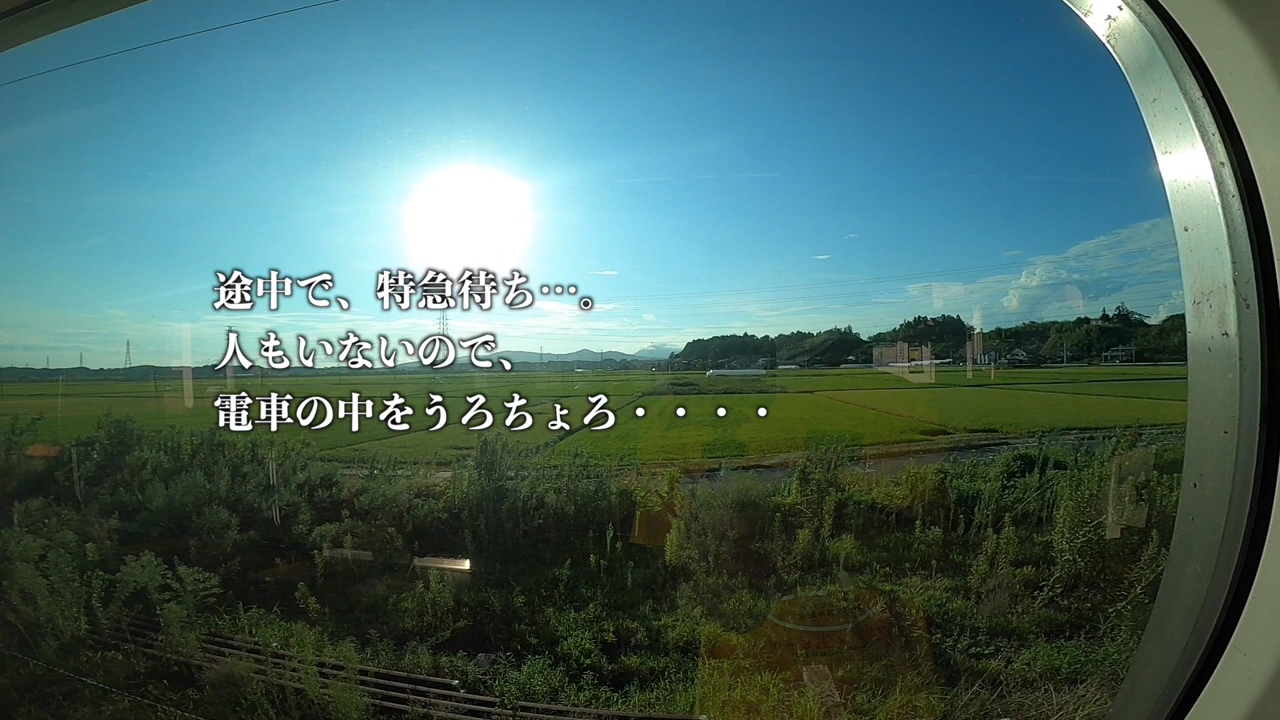 途中で、特急待ち…。
人もいないので、
電車の中をうろちょろ・・・・